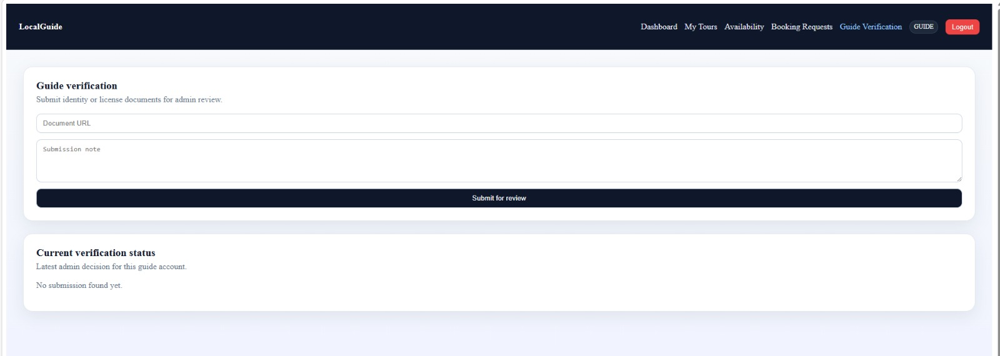 LocalGuide
Dashboard My Tours Availability Booking Requests Guide Verification GUIDE Logout
Guide verification
Submit identity or license documents for admin review.
Document URL
Submission note
Submit for review
Current verification status
Latest admin decision for this guide account.
No submission found yet.